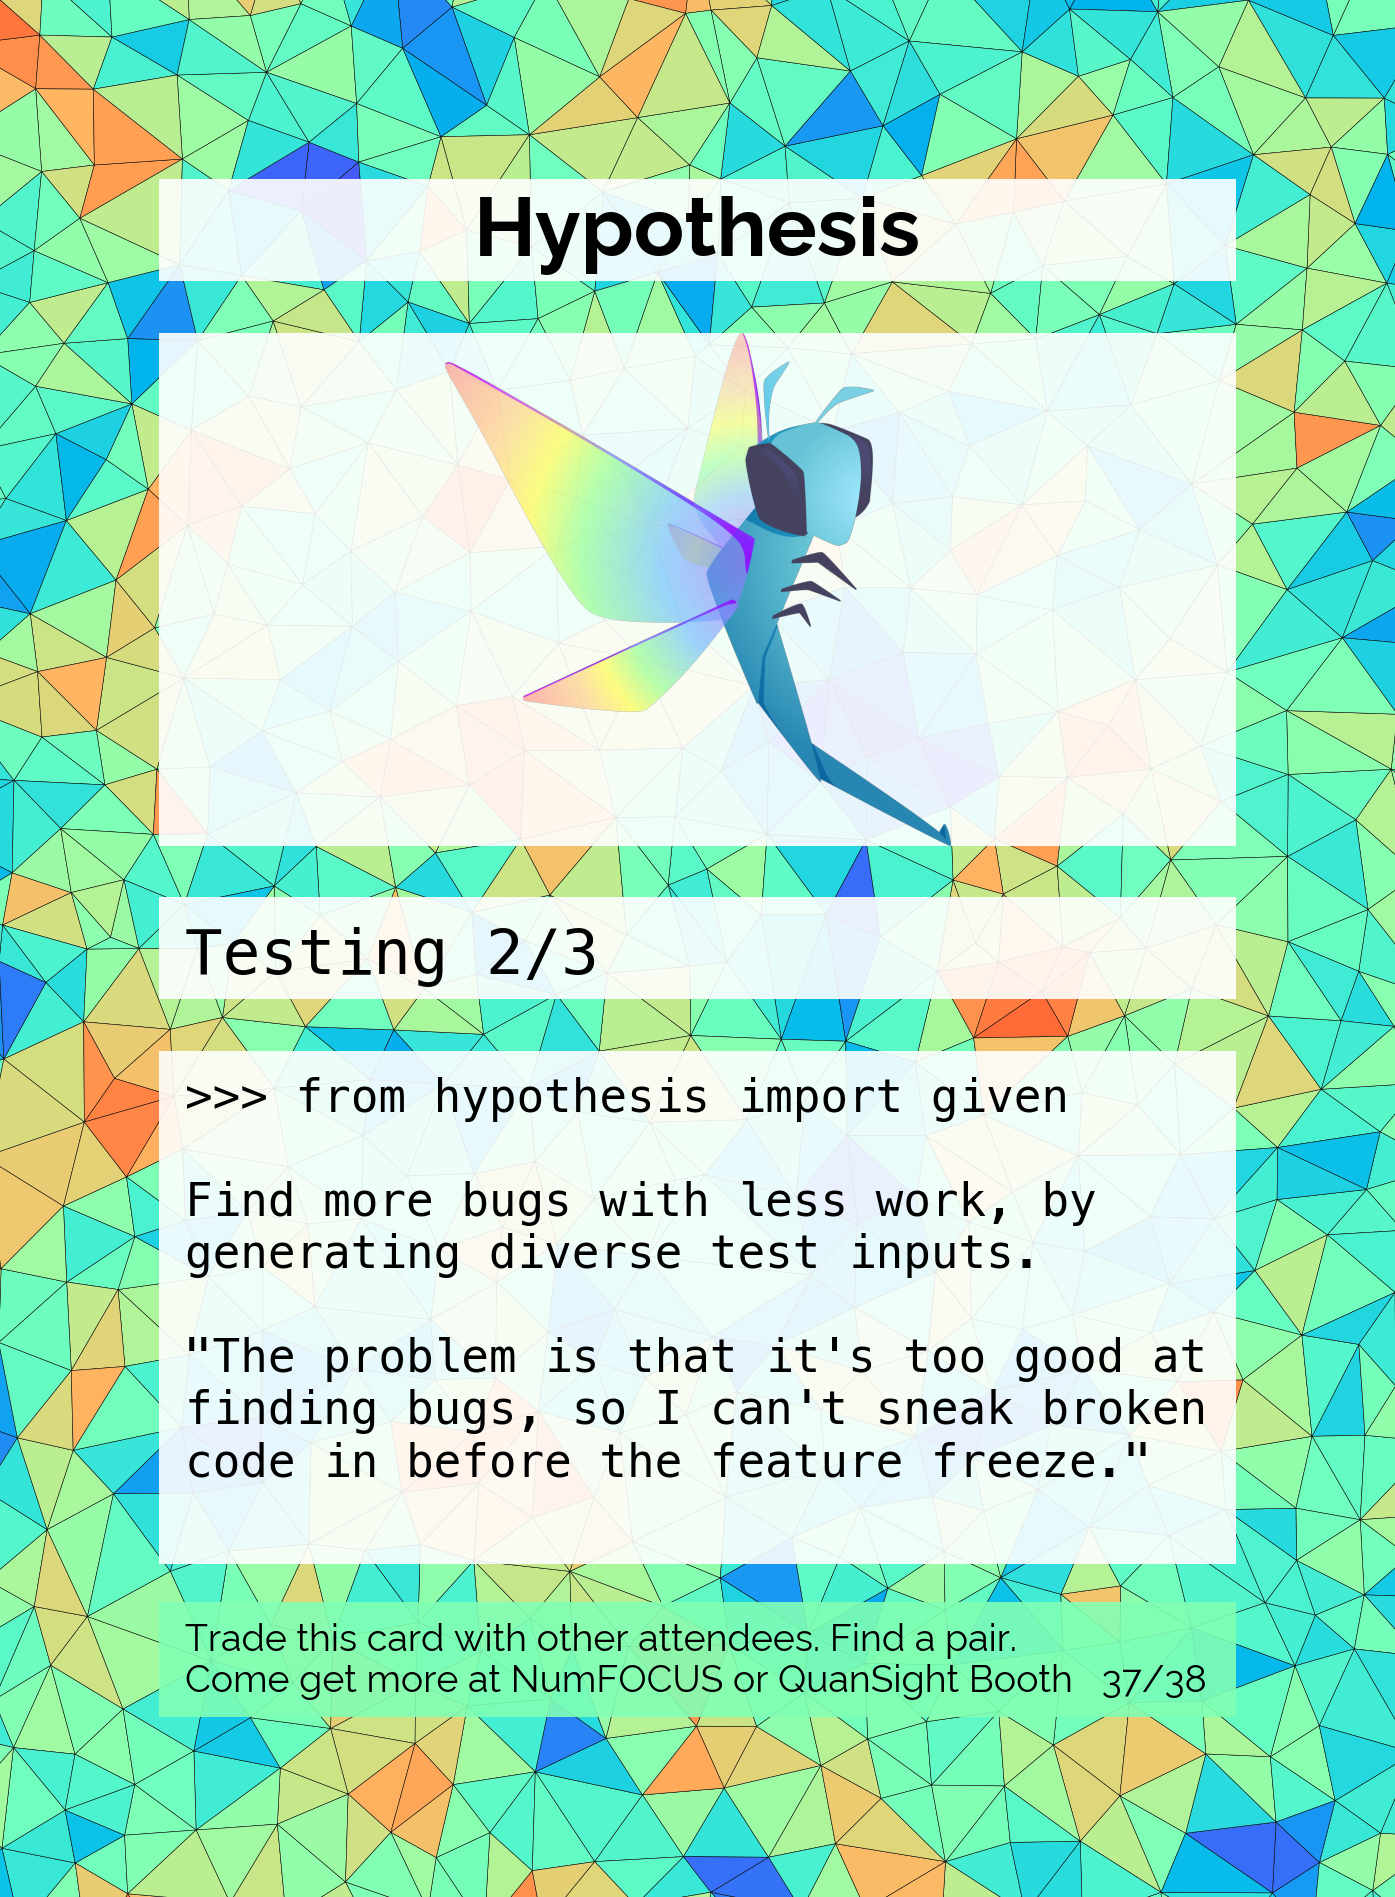 Hypothesis
Testing 2/3
>>> from hypothesis import given
Find more bugs with less work, by
generating diverse test inputs.
"The problem is that it's too good at
finding bugs, so I can't sneak broken
code in before the feature freeze."
Trade this card with other attendees. Find a pair.
Come get more at NumFOCUS or QuanSight Booth 37/38